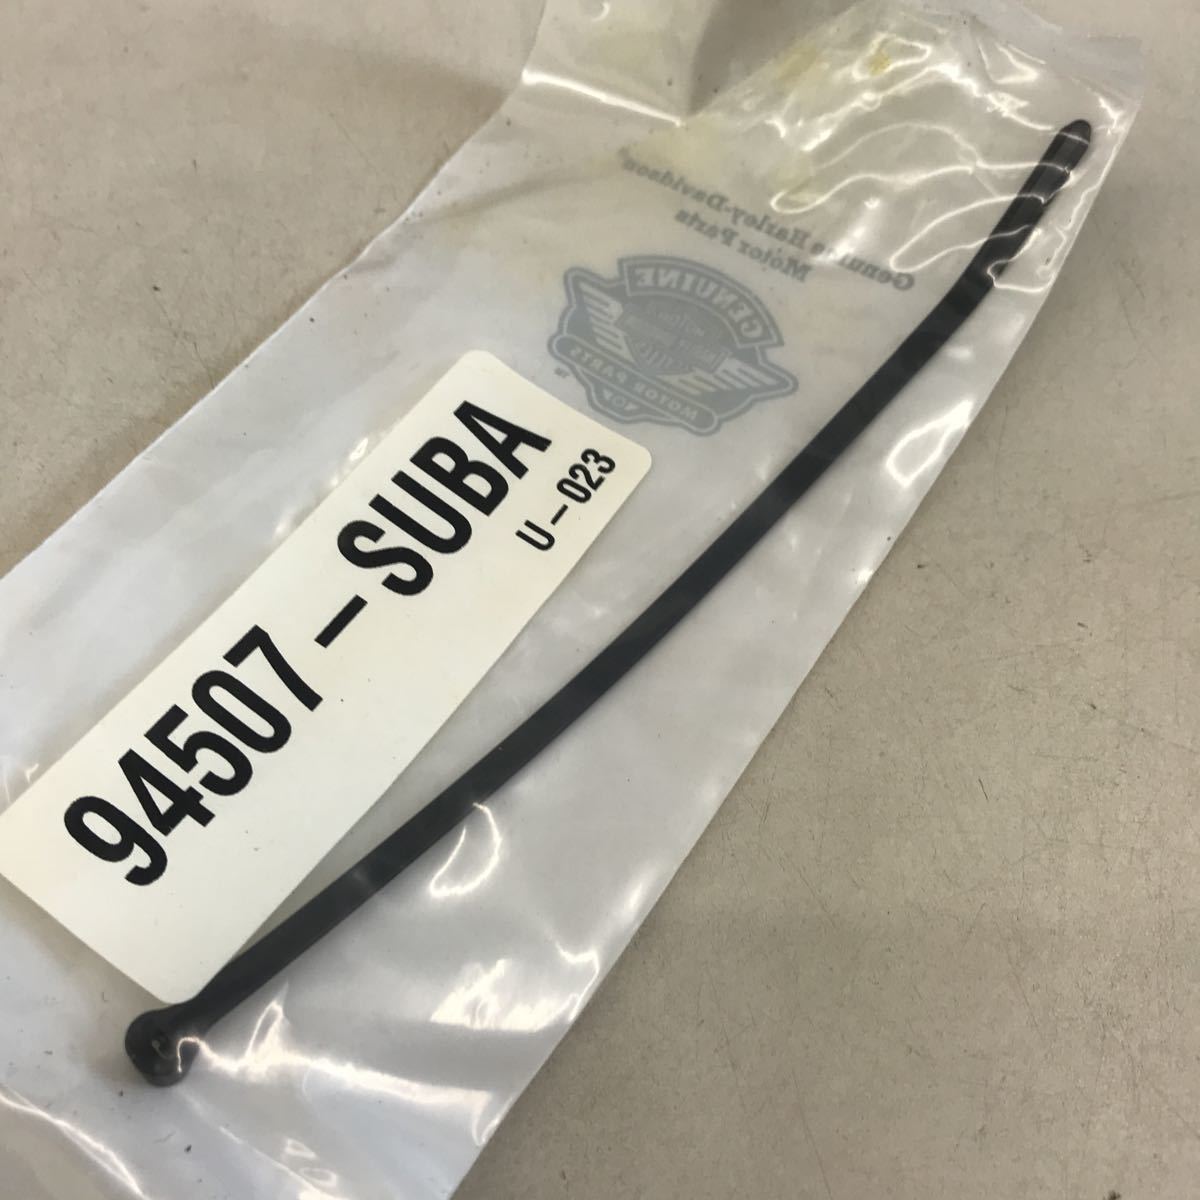 94507-SUBA
U-023
Genuine Harley-Davidson
Motor Parts
GENUINE
MOTOR PARTS